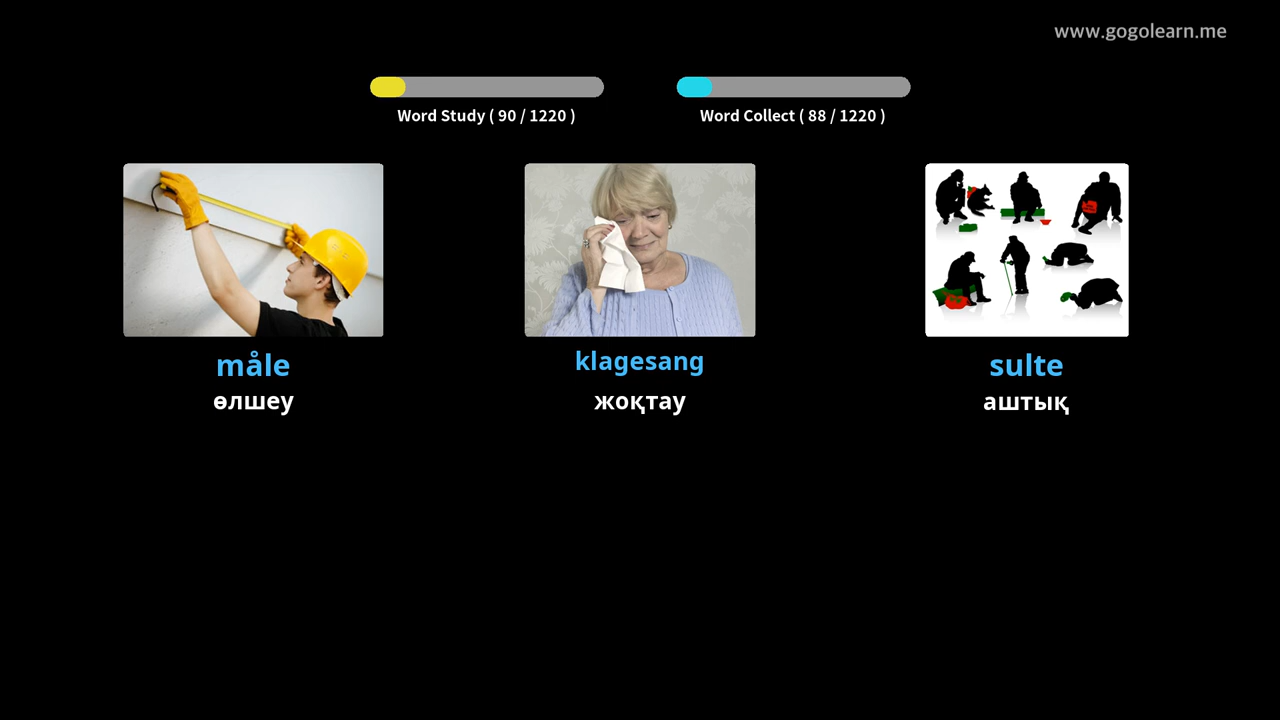 www.gogolearn.me
Word Study ( 90 / 1220 )
Word Collect ( 88 / 1220 )
måle
klagesang
sulte
өлшеу
жоқтау
аштық